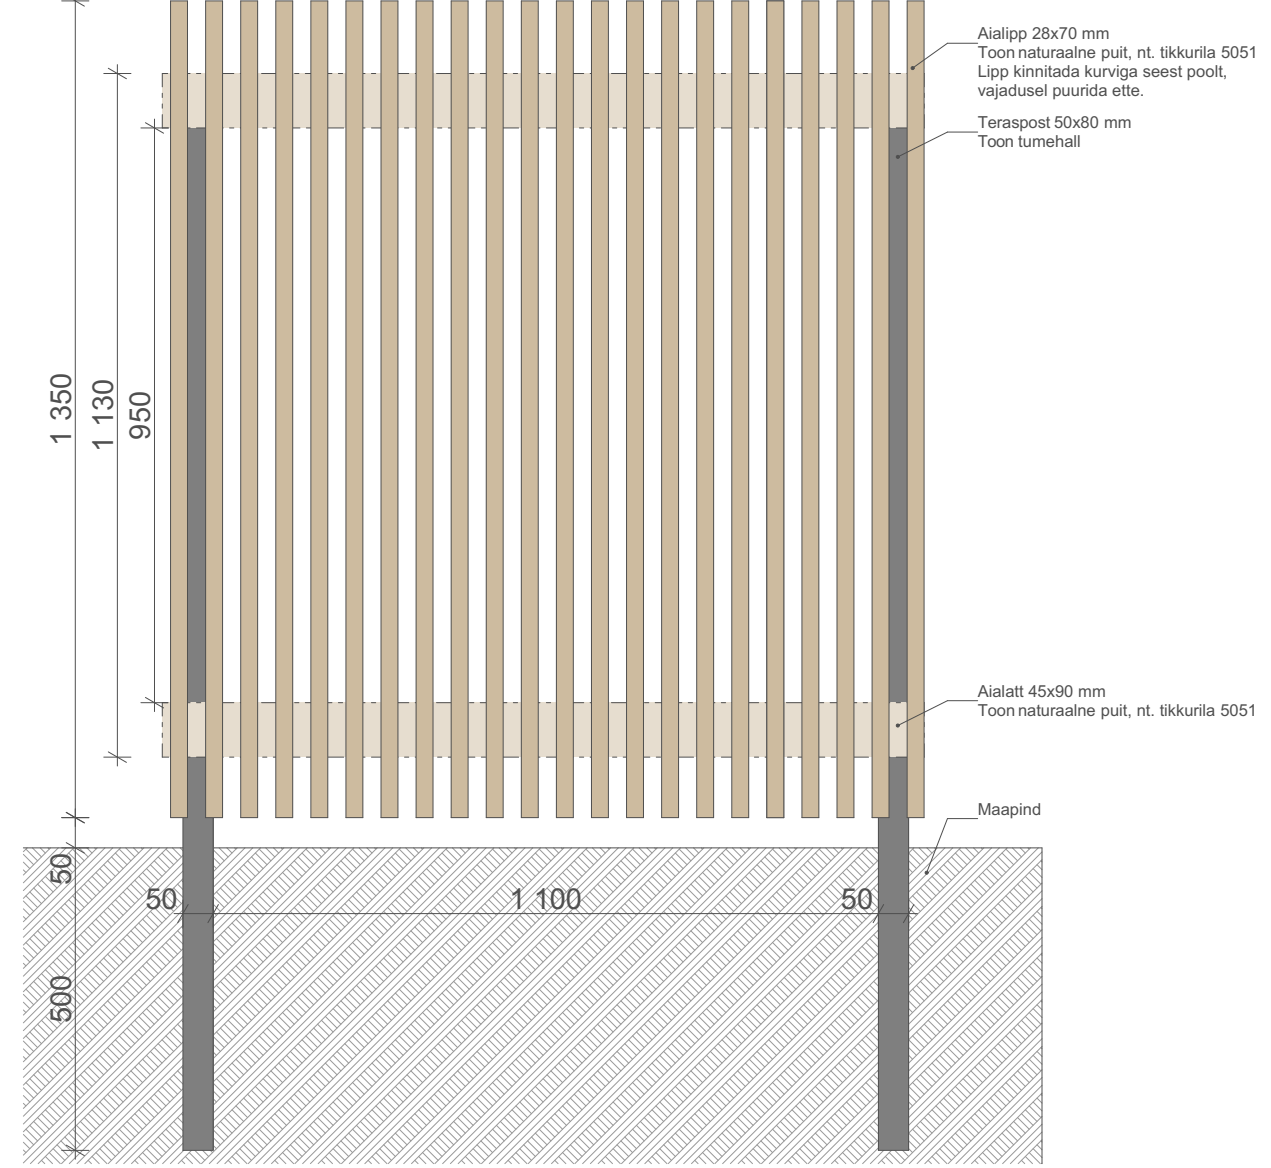 Aialipp 28x70 mm
Toon naturaalne puit, nt. tikkurila 5051
Lipp kinnitada kurviga seest poolt,
vajadusel puurida ette.
Teraspost 50x80 mm
Toon tumehall
1 350
1 130
950
Aialatt 45x90 mm
Toon naturaalne puit, nt. tikkurila 5051
Maapind
50
50
1 100
50
500